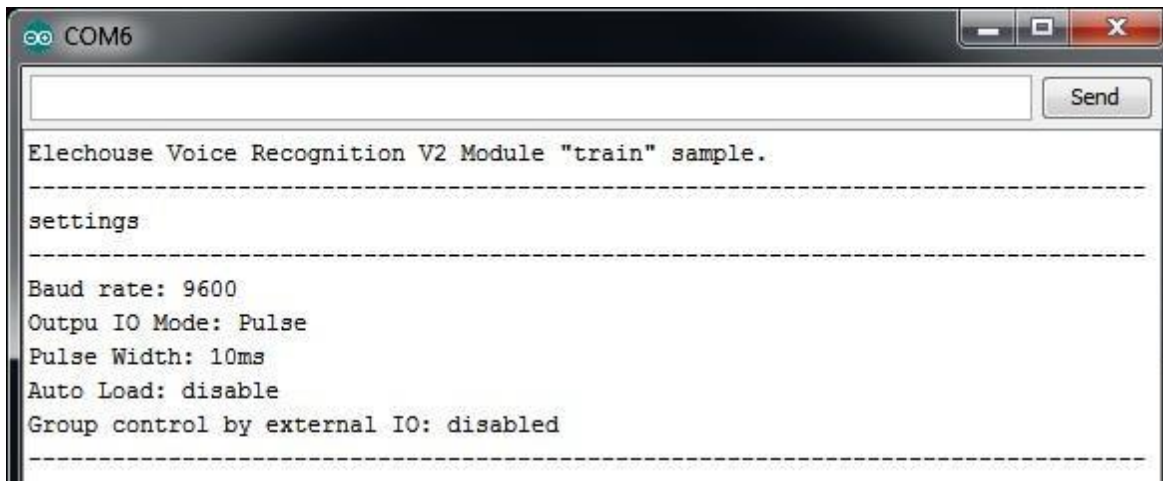 COM6
Send
Elechouse Voice Recognition V2 Module "train" sample.
--------------------------------------------------------------------------------
settings
--------------------------------------------------------------------------------
Baud rate: 9600
Outpu IO Mode: Pulse
Pulse Width: 10ms
Auto Load: disable
Group control by external IO: disabled
--------------------------------------------------------------------------------